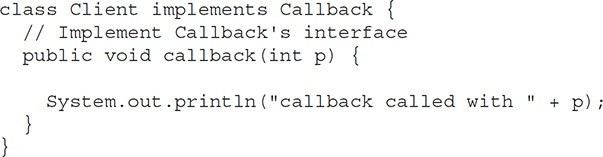 class Client implements Callback {
  // Implement Callback's interface
  public void callback(int p) {

    System.out.println("callback called with " + p);
  }
}